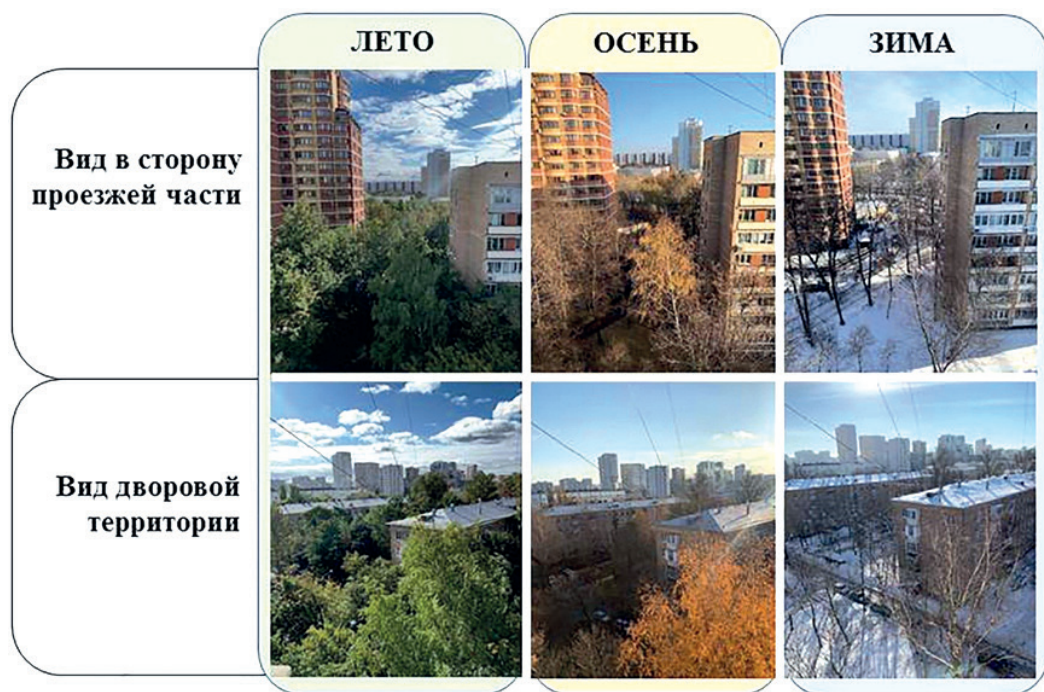 ЛЕТО
ОСЕНЬ
ЗИМА
Вид в сторону
проезжей части
Вид дворовой
территории